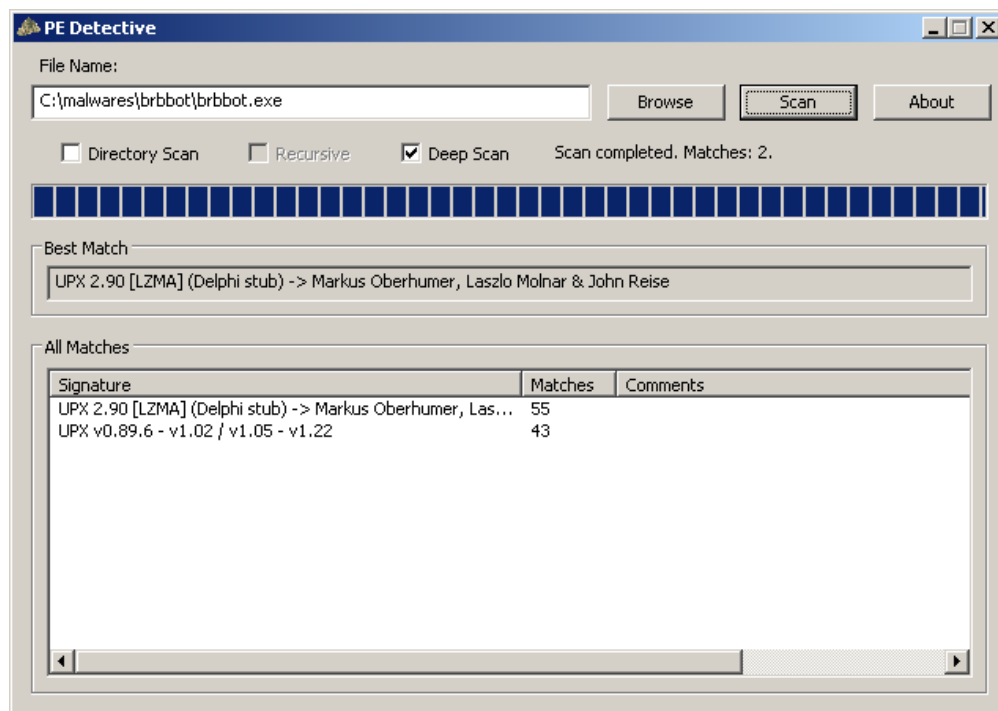 PE Detective
File Name:
C:\malwares\brbbot\brbbot.exe
Browse
Scan
About
Directory Scan
Recursive
Deep Scan
Scan completed. Matches: 2.
Best Match
UPX 2.90 [LZMA] (Delphi stub) -> Markus Oberhumer, Laszlo Molnar & John Reise
All Matches
Signature Matches Comments
UPX 2.90 [LZMA] (Delphi stub) -> Markus Oberhumer, Las... 55
UPX v0.89.6 - v1.02 / v1.05 - v1.22 43